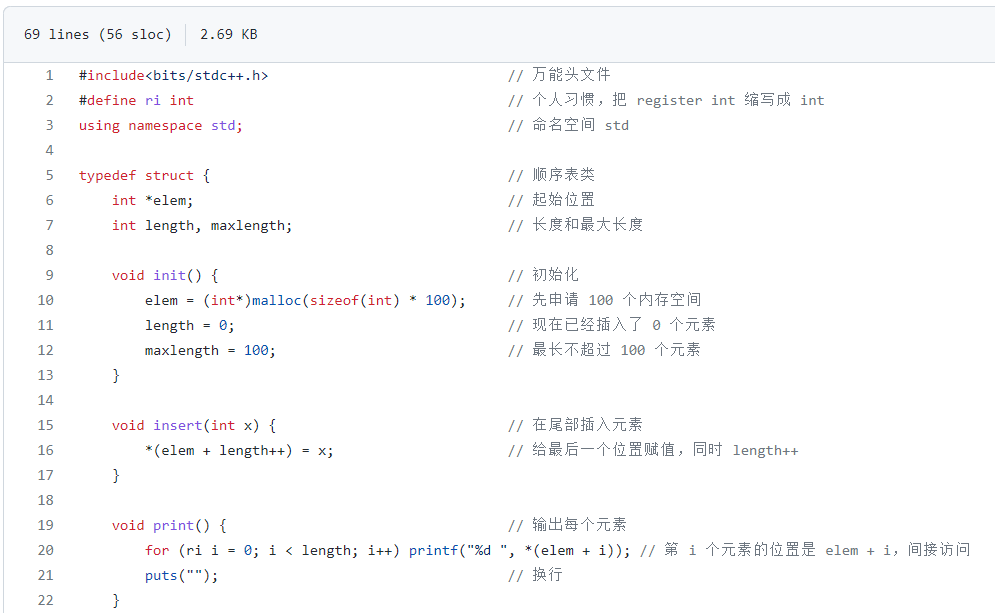 69 lines (56 sloc) 2.69 KB
1 #include<bits/stdc++.h> // 万能头文件
2 #define ri int // 个人习惯，把 register int 缩写成 int
3 using namespace std; // 命名空间 std
4
5 typedef struct { // 顺序表类
6 int *elem; // 起始位置
7 int length, maxlength; // 长度和最大长度
8
9 void init() { // 初始化
10 elem = (int*)malloc(sizeof(int) * 100); // 先申请 100 个内存空间
11 length = 0; // 现在已经插入了 0 个元素
12 maxlength = 100; // 最长不超过 100 个元素
13 }
14
15 void insert(int x) { // 在尾部插入元素
16 *(elem + length++) = x; // 给最后一个位置赋值，同时 length++
17 }
18
19 void print() { // 输出每个元素
20 for (ri i = 0; i < length; i++) printf("%d ", *(elem + i)); // 第 i 个元素的位置是 elem + i，间接访问
21 puts(""); // 换行
22 }